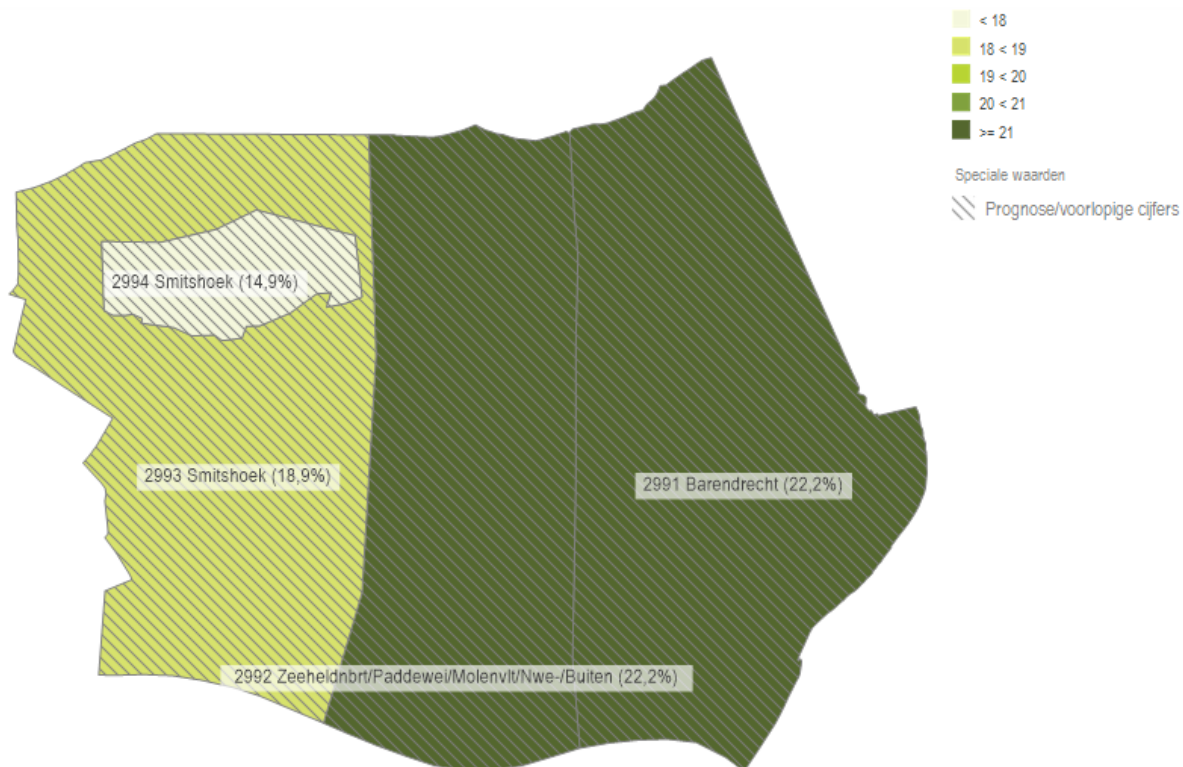 < 18
18 < 19
19 < 20
20 < 21
>= 21
Speciale waarden
Prognose/voorlopige cijfers
2994 Smitshoek (14,9%)
2993 Smitshoek (18,9%)
2991 Barendrecht (22,2%)
2992 Zeeheldnbrt/Paddewei/Molenvlt/Nwe-/Buiten (22,2%)